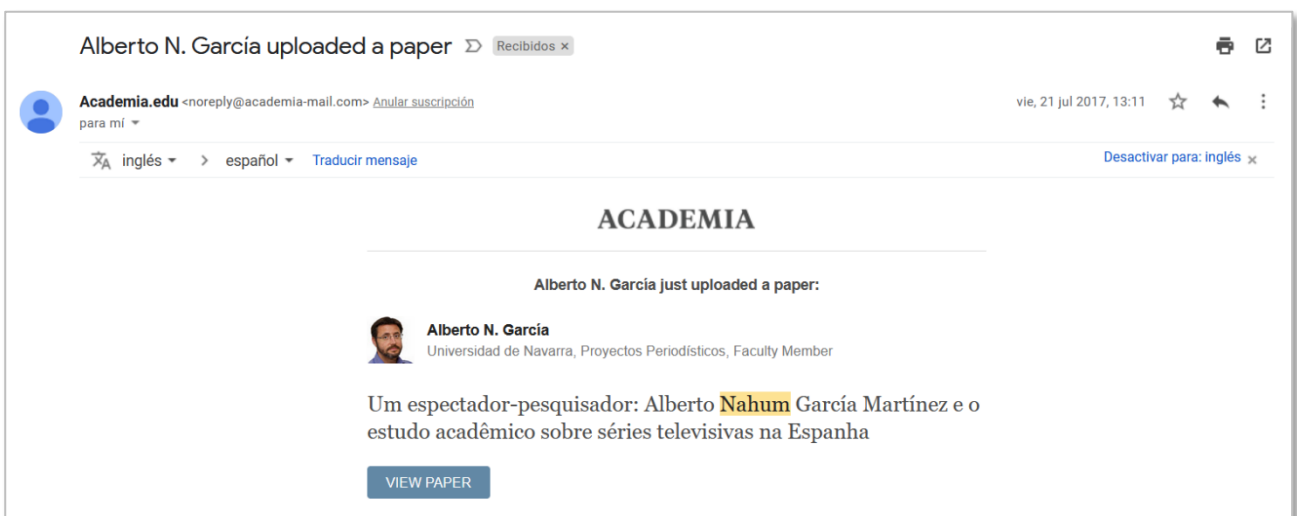 Alberto N. García uploaded a paper Recibidos ×
Academia.edu <noreply@academia-mail.com> Anular suscripción vie, 21 jul 2017, 13:11
para mí
inglés > español Traducir mensaje Desactivar para: inglés ×
ACADEMIA
Alberto N. García just uploaded a paper:
Alberto N. García
Universidad de Navarra, Proyectos Periodísticos, Faculty Member
Um espectador-pesquisador: Alberto Nahum García Martínez e o
estudo acadêmico sobre séries televisivas na Espanha
VIEW PAPER